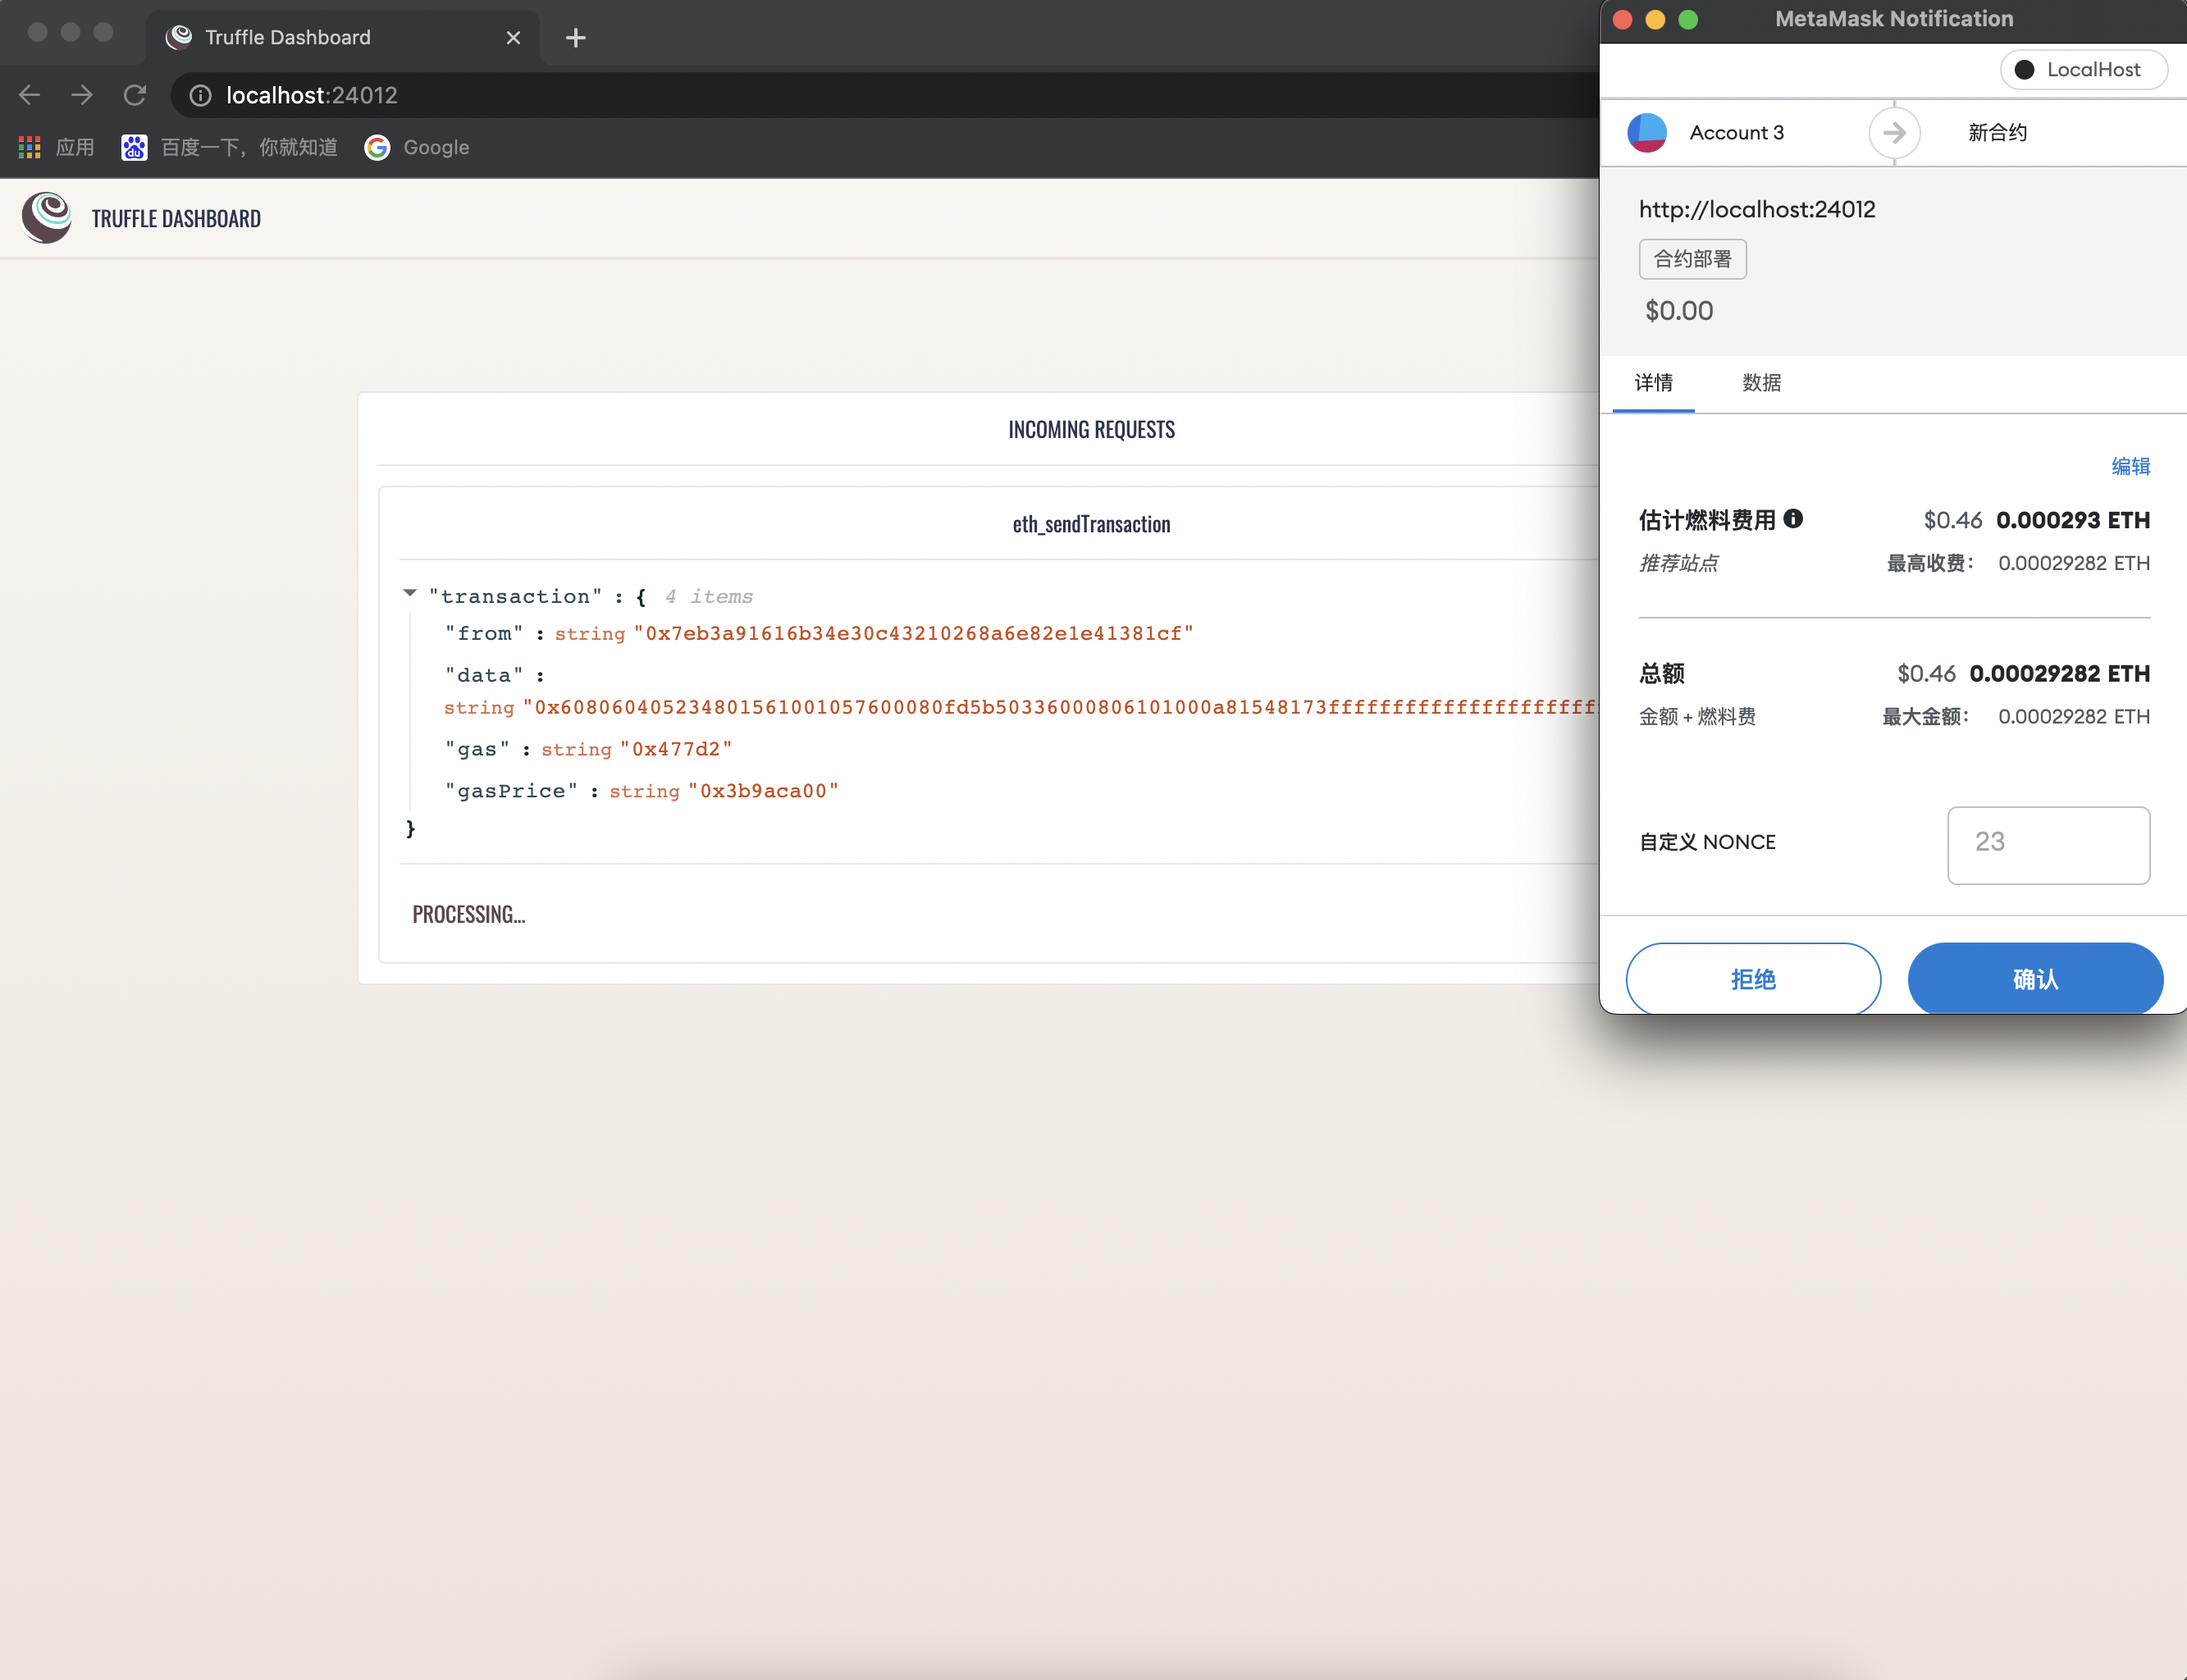 Truffle Dashboard
localhost:24012
应用
百度一下，你就知道
Google
TRUFFLE DASHBOARD
INCOMING REQUESTS
eth_sendTransaction
"transaction" : { 4 items
"from" : string "0x7eb3a91616b34e30c43210268a6e82e1e41381cf"
"data" :
string "0x608060405234801561001057600080fd5b50336000806101000a81548173fffffffffffffffffffff
"gas" : string "0x477d2"
"gasPrice" : string "0x3b9aca00"
}
PROCESSING...
MetaMask Notification
LocalHost
Account 3
新合约
http://localhost:24012
合约部署
$0.00
详情 数据
编辑
估计燃料费用 $0.46 0.000293 ETH
推荐站点 最高收费： 0.00029282 ETH
总额 $0.46 0.00029282 ETH
金额 + 燃料费 最大金额： 0.00029282 ETH
自定义 NONCE 23
拒绝 确认